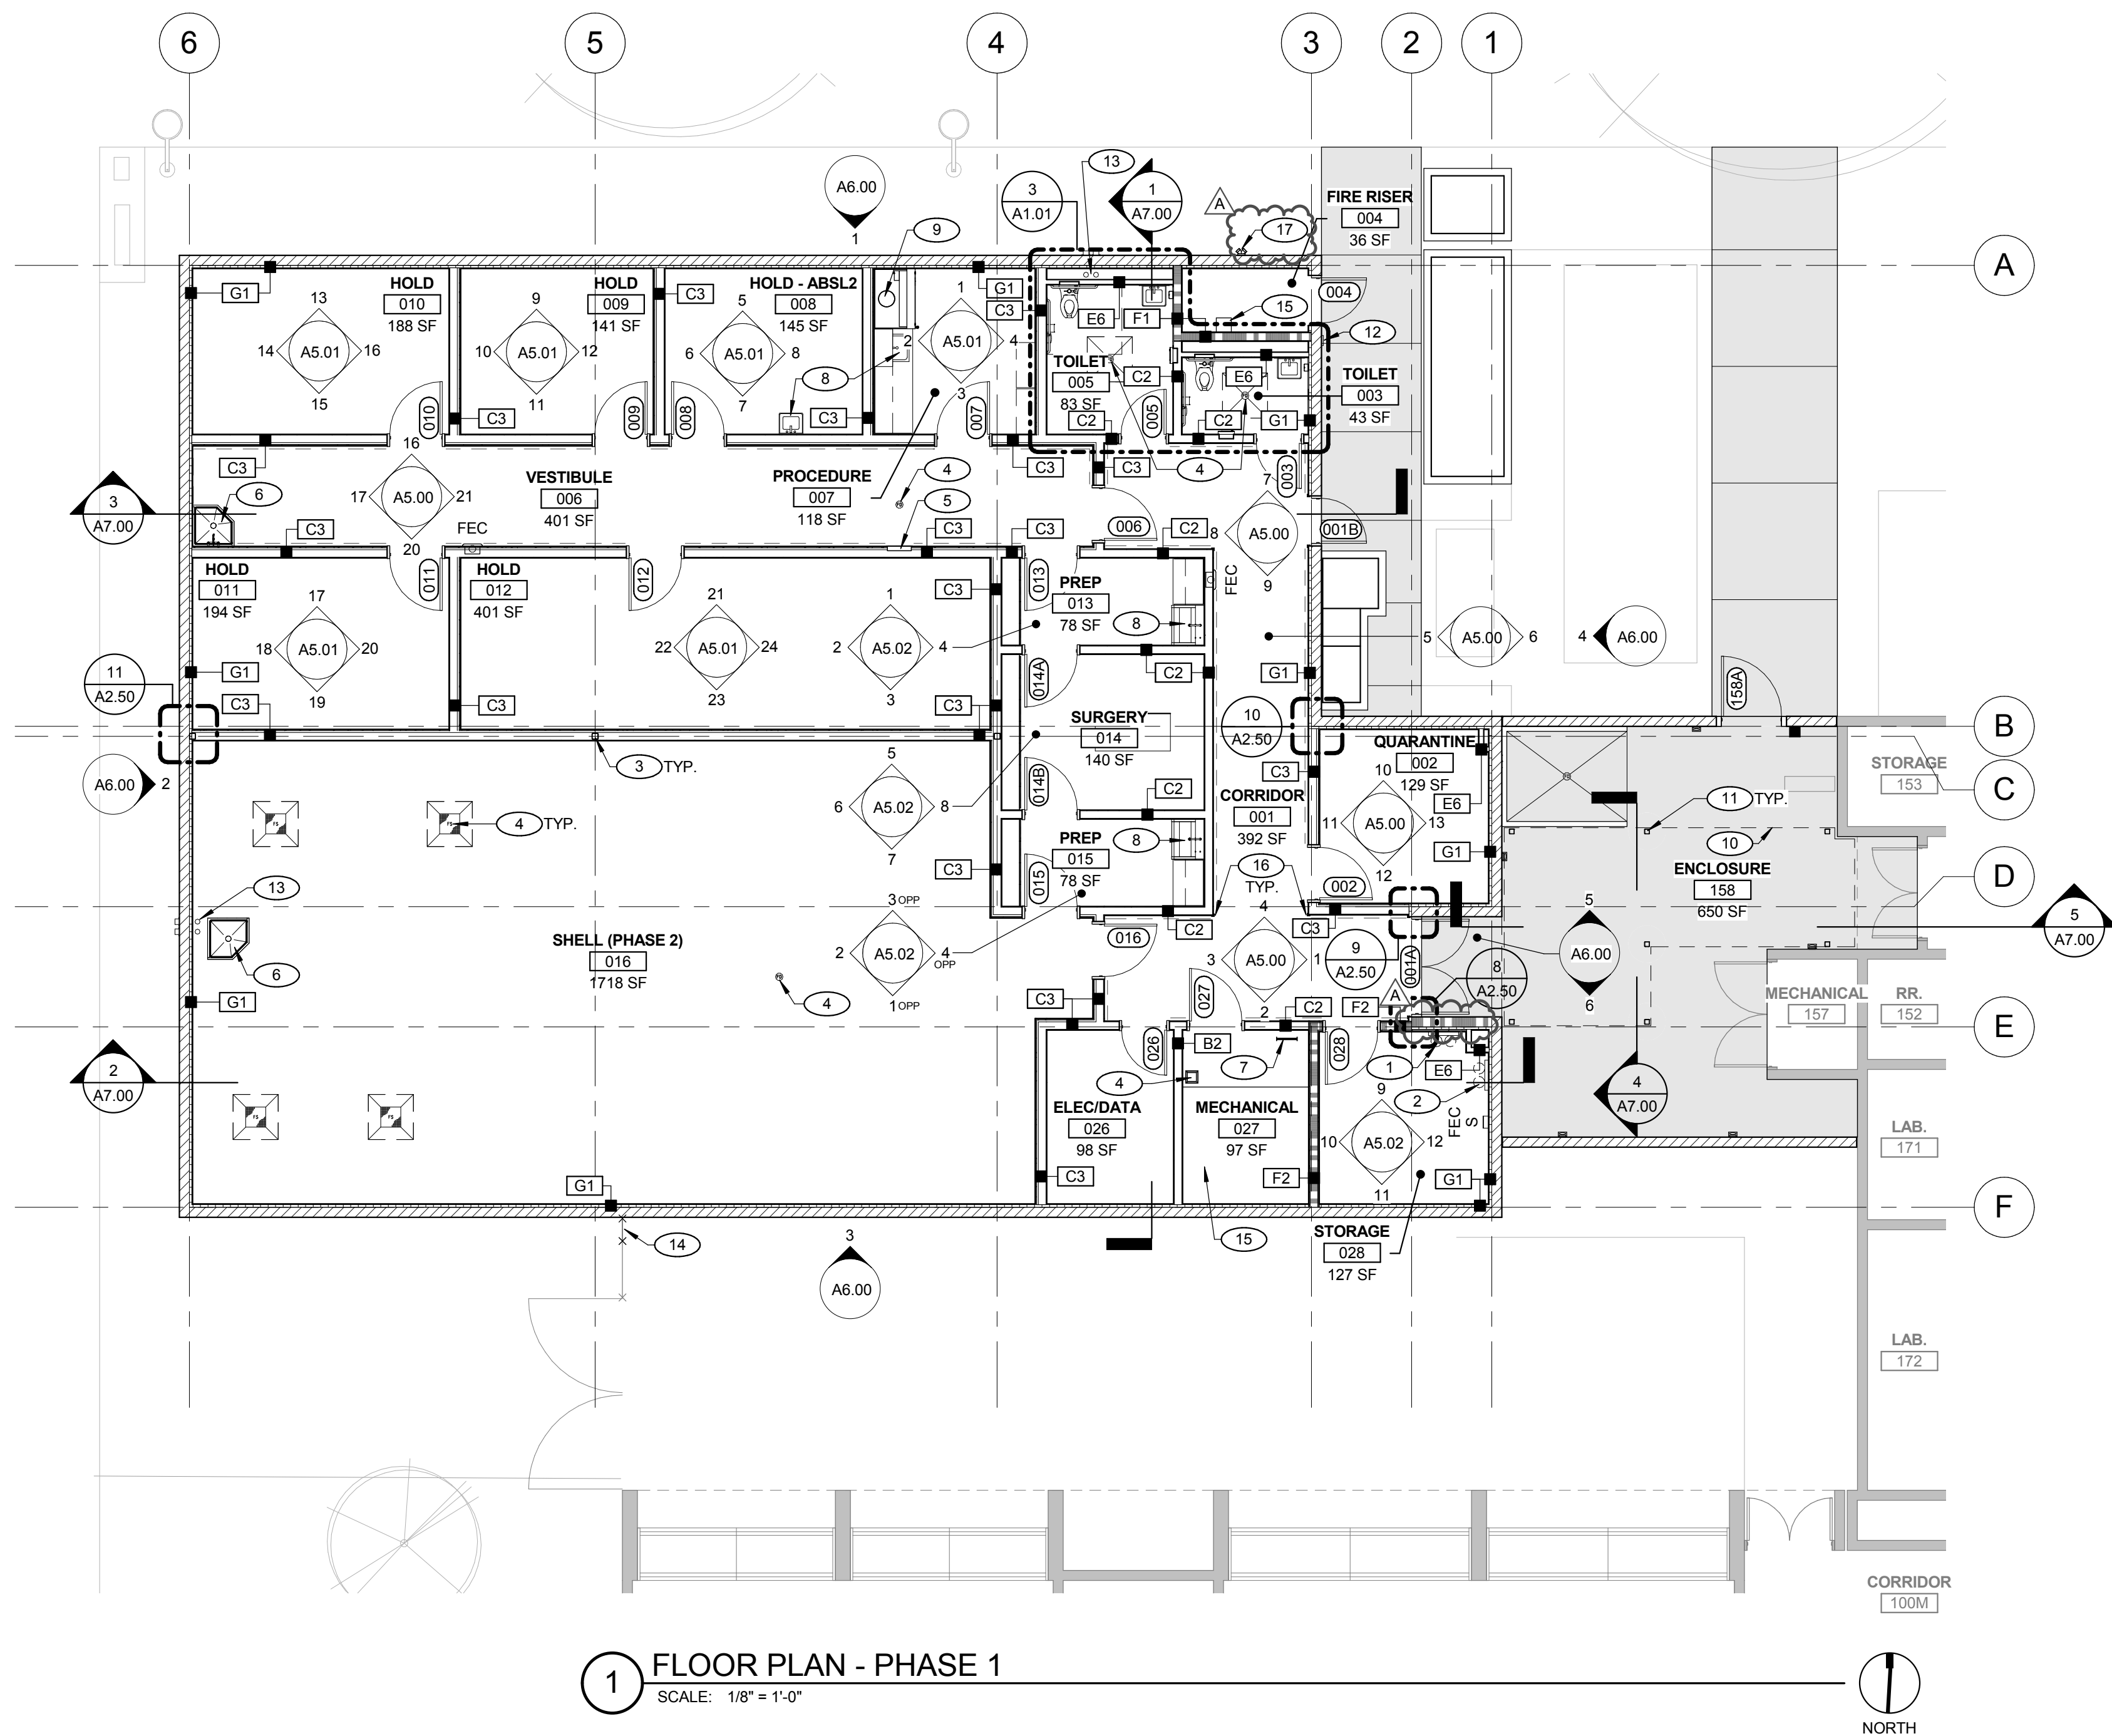 6 5 4 3 2 1
13
3
A1.01
1
A7.00
A
17
FIRE RISER
004
36 SF
A6.00
1
9
A
G1
13
14 A5.01 16
15
HOLD
010
188 SF
9
10 A5.01 12
11
HOLD
009
141 SF
C3
HOLD - ABSL2
008
145 SF
5
6 A5.01 8
7
8
C3
C3
1
2 A5.01 4
3
G1
C3
E6
F1
15
004
12
TOILET
005
83 SF
C2
C2
E6
TOILET
003
43 SF
C2
G1
010
009
008
007
005
003
C3
16
17 A5.00 21
20
6
3
A7.00
C3
FEC
VESTIBULE
006
401 SF
PROCEDURE
007
118 SF
4
5
C3
C3
C3
C3
4
006
C2
7
8 A5.00
9
001B
HOLD
011
194 SF
17
18 A5.01 20
19
011
HOLD
012
401 SF
012
21
22 A5.01 24
23
1
2 A5.02 4
3
C3
013
PREP
013
78 SF
8
FEC
5 A5.00 6
4 A6.00
G1
C3
C3
C3
014A
C2
G1
158A
11
A2.50
SURGERY
014
140 SF
10
A2.50
B
QUARANTINE
002
129 SF
STORAGE
153
A6.00 2
3 TYP.
C3
C
5
6 A5.02 8
7
014B
C2
CORRIDOR
001
392 SF
10
11 A5.00 13
12
E6
G1
11 TYP.
10
4 TYP.
C3
015
PREP
015
78 SF
8
16
TYP.
002
ENCLOSURE
158
650 SF
D
13
6
G1
SHELL (PHASE 2)
016
1718 SF
4
3 OPP
2 A5.02 4 OPP
1 OPP
016
C2
4
3 A5.00 1
2
C3
9
A2.50
001A
8
A2.50
A
5
A6.00
6
5
A7.00
MECHANICAL
157
RR.
152
C3
027
C2
F2
E
2
A7.00
026
B2
4
7
028
1
E6
2
FEC
S
4
A7.00
ELEC/DATA
026
98 SF
MECHANICAL
027
97 SF
9
10 A5.02 12
11
LAB.
171
C3
F2
G1
G1
F
14
3
A6.00
15
STORAGE
028
127 SF
LAB.
172
CORRIDOR
100M
1 FLOOR PLAN - PHASE 1
SCALE: 1/8" = 1'-0"
NORTH